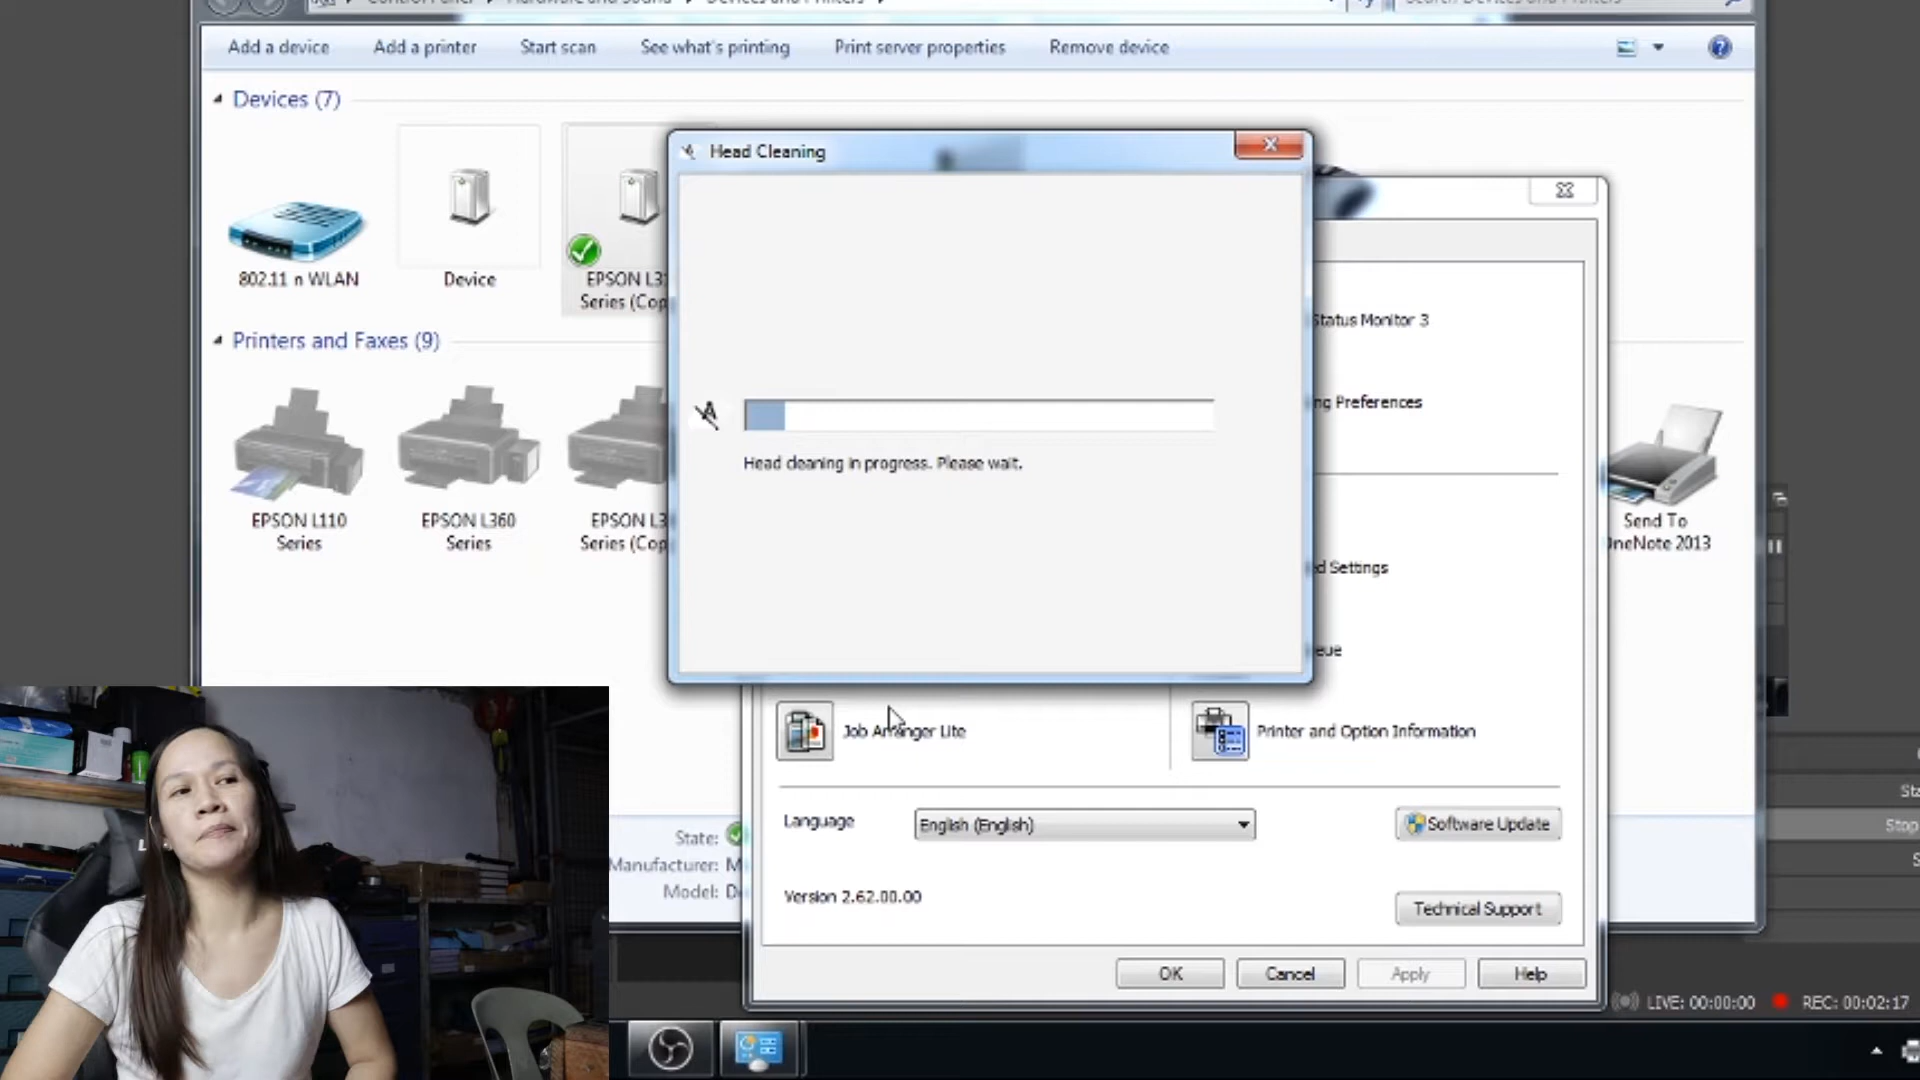 Add a device
Add a printer
Start scan
See what's printing
Print server properties
Remove device
Devices (7)
Head Cleaning
802.11 n WLAN
Device
EPSON L3
Series (Cop
Status Monitor 3
Printers and Faxes (9)
ng Preferences
Head cleaning in progress. Please wait.
EPSON L110
Series
EPSON L360
Series
EPSON L3
Series (Cop
Send To
OneNote 2013
d Settings
eue
Job Arranger Lite
Printer and Option Information
Language
English (English)
Software Update
State:
Manufacturer: M
Model: D
Version 2.62.00.00
Technical Support
OK
Cancel
Apply
Help
Sta
Stop
LIVE: 00:00:00
REC: 00:02:17